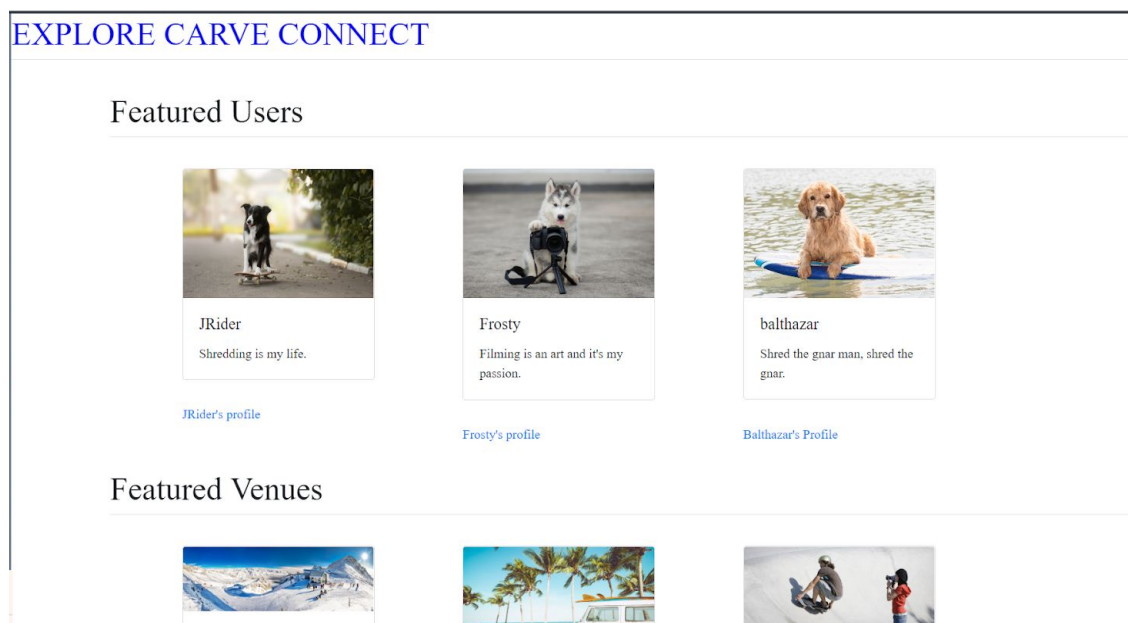 EXPLORE CARVE CONNECT
Featured Users
JRider
Shredding is my life.
JRider's profile
Frosty
Filming is an art and it's my
passion.
Frosty's profile
balthazar
Shred the gnar man, shred the
gnar.
Balthazar's Profile
Featured Venues